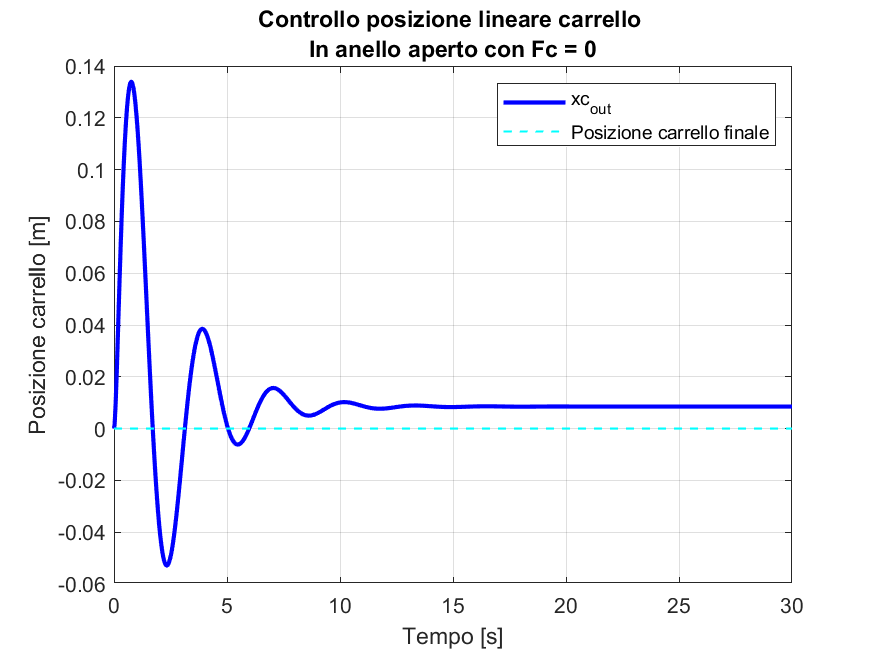 Controllo posizione lineare carrello
In anello aperto con Fc = 0
xc_out
Posizione carrello finale
Posizione carrello [m]
0.14
0.12
0.1
0.08
0.06
0.04
0.02
0
-0.02
-0.04
-0.06
0 5 10 15 20 25 30
Tempo [s]